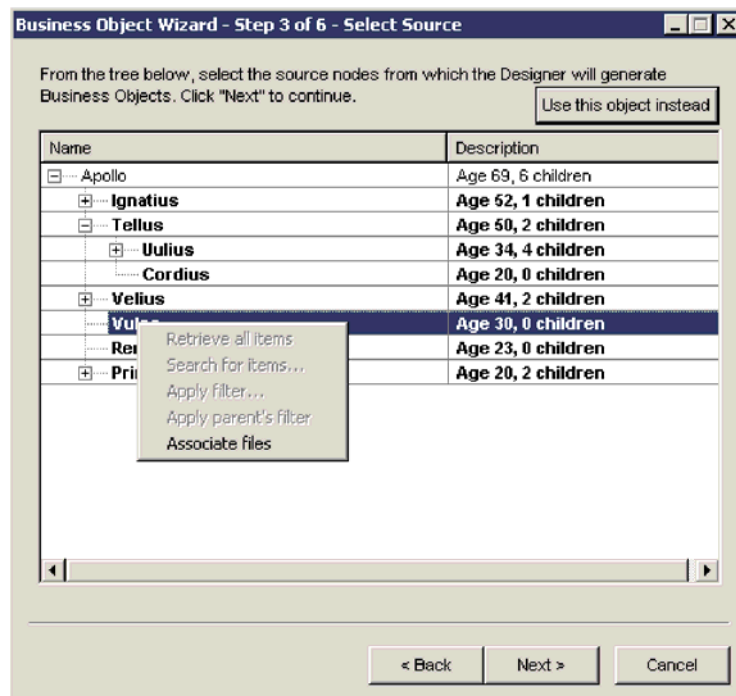 Business Object Wizard - Step 3 of 6 - Select Source
From the tree below, select the source nodes from which the Designer will generate
Business Objects. Click "Next" to continue.
Use this object instead
Name Description
Apollo Age 69, 6 children
Ignatius Age 52, 1 children
Tellus Age 50, 2 children
Uulius Age 34, 4 children
Cordius Age 20, 0 children
Velius Age 41, 2 children
Age 30, 0 children
Age 23, 0 children
Age 20, 2 children
Retrieve all items
Search for items...
Apply filter...
Apply parent's filter
Associate files
< Back Next > Cancel